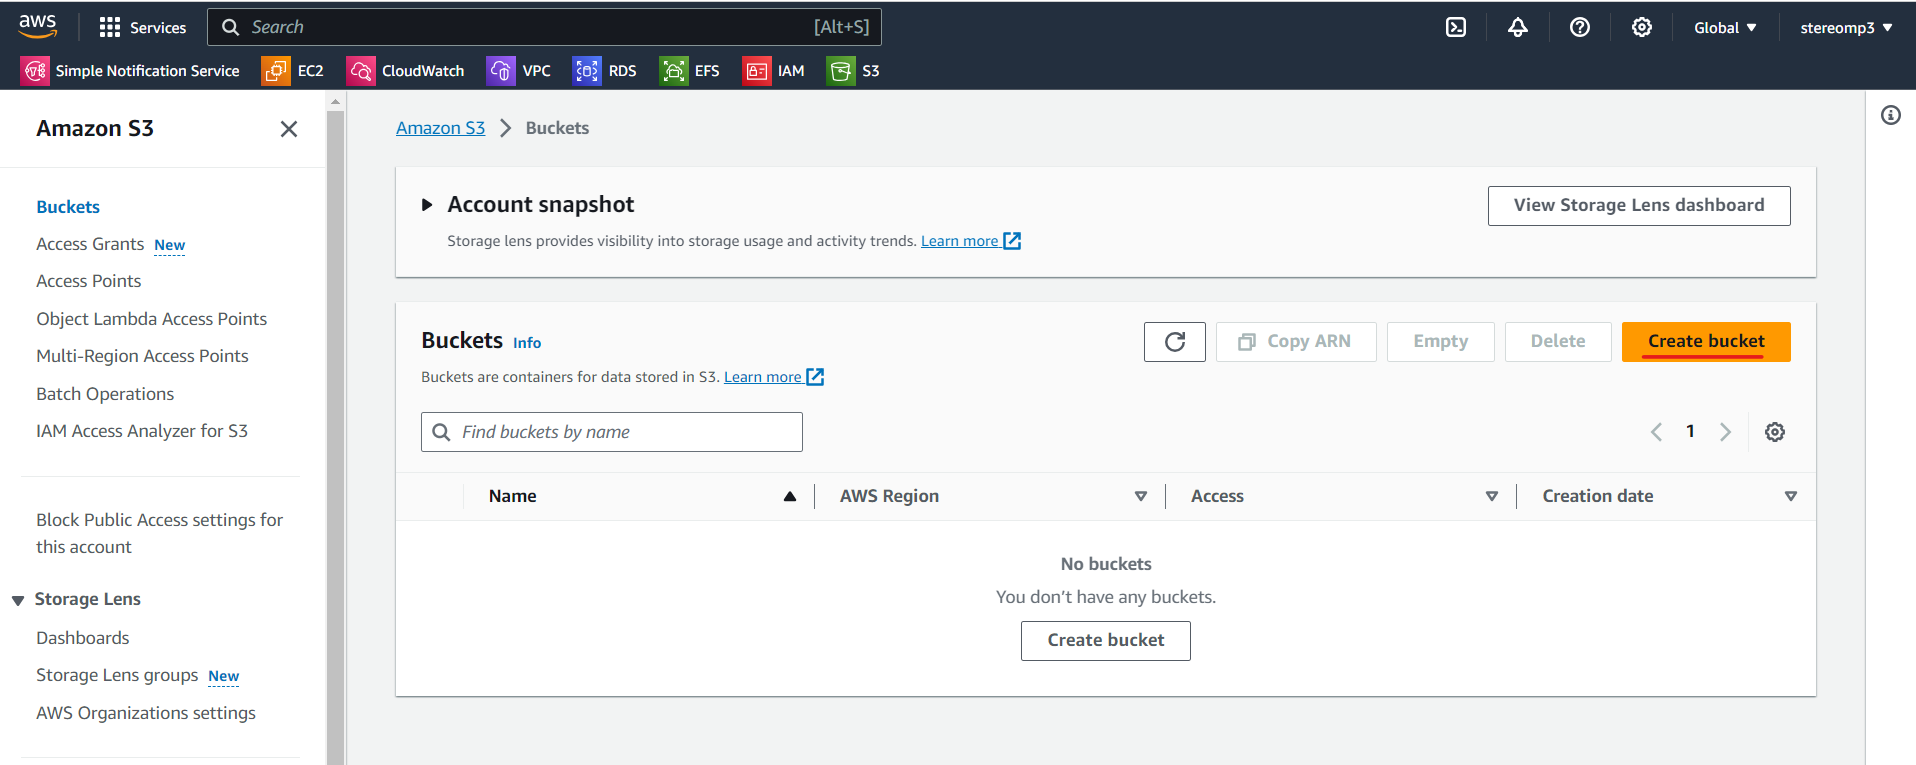 aws
Services
Search [Alt+S]
Global
stereomp3
Simple Notification Service
EC2
CloudWatch
VPC
RDS
EFS
IAM
S3
Amazon S3
Buckets
Access Grants New
Access Points
Object Lambda Access Points
Multi-Region Access Points
Batch Operations
IAM Access Analyzer for S3
Block Public Access settings for
this account
Storage Lens
Dashboards
Storage Lens groups New
AWS Organizations settings
Amazon S3 > Buckets
Account snapshot
View Storage Lens dashboard
Storage lens provides visibility into storage usage and activity trends. Learn more
Buckets Info
Copy ARN
Empty
Delete
Create bucket
Buckets are containers for data stored in S3. Learn more
Find buckets by name
1
Name
AWS Region
Access
Creation date
No buckets
You don't have any buckets.
Create bucket